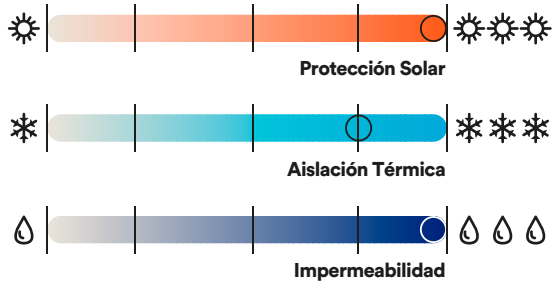 Protección Solar
Aislación Térmica
Impermeabilidad